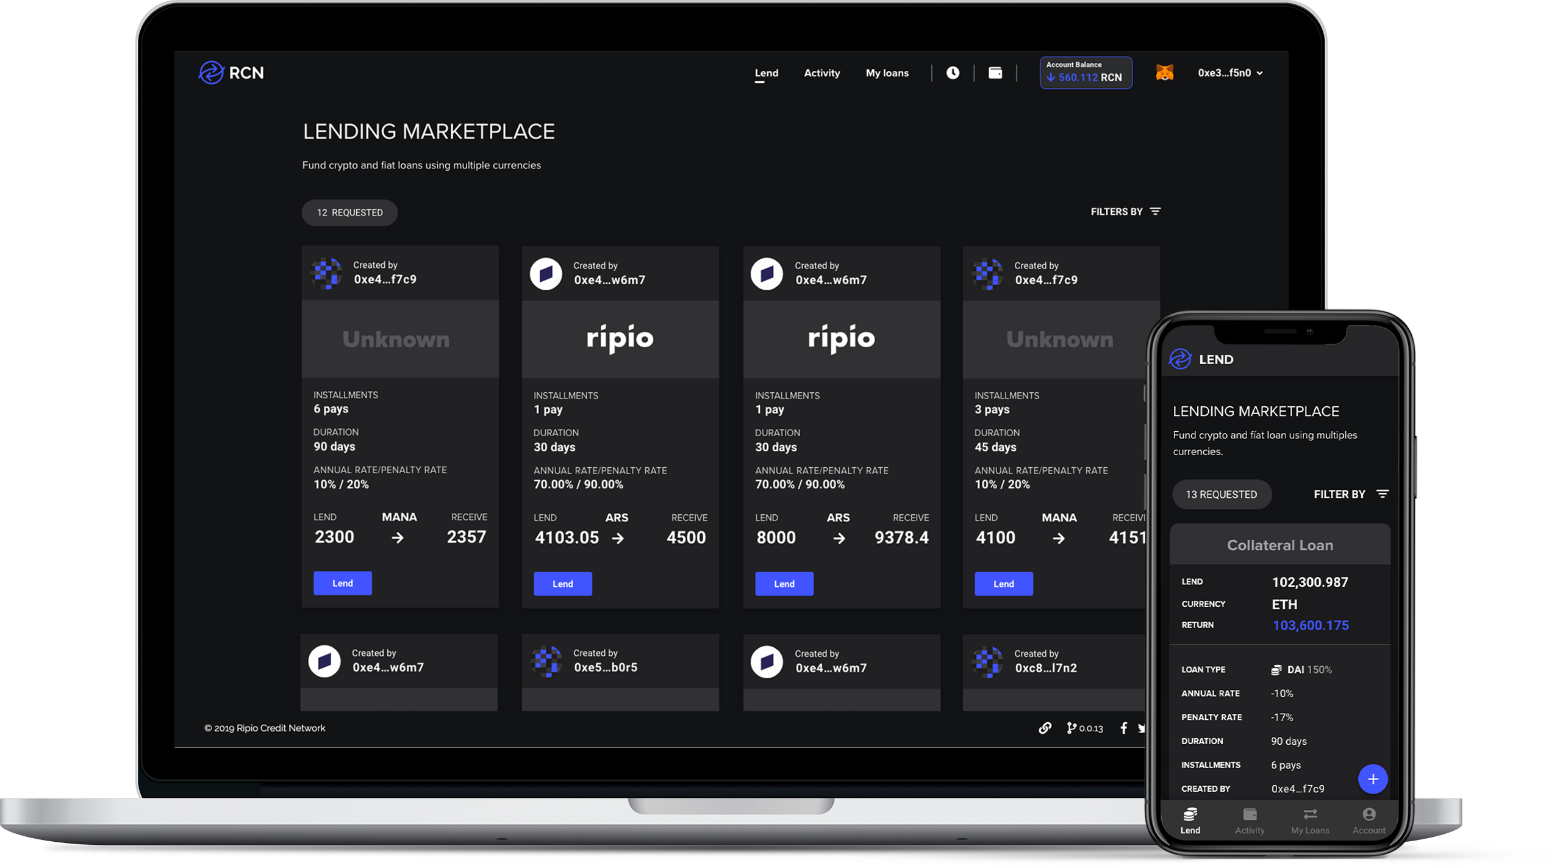 RCN
Lend Activity My loans
Account Balance
560.112 RCN
0xe3...f5n0
LENDING MARKETPLACE
Fund crypto and fiat loans using multiple currencies
12 REQUESTED
FILTERS BY
Created by
0xe4...f7c9
Unknown
INSTALLMENTS
6 pays
DURATION
90 days
ANNUAL RATE/PENALTY RATE
10% / 20%
LEND MANA RECEIVE
2300 → 2357
Lend
Created by
0xe4...w6m7
ripio
INSTALLMENTS
1 pay
DURATION
30 days
ANNUAL RATE/PENALTY RATE
70.00% / 90.00%
LEND ARS RECEIVE
4103.05 → 4500
Lend
Created by
0xe4...w6m7
ripio
INSTALLMENTS
1 pay
DURATION
30 days
ANNUAL RATE/PENALTY RATE
70.00% / 90.00%
LEND ARS RECEIVE
8000 → 9378.4
Lend
Created by
0xe4...f7c9
Unknown
INSTALLMENTS
3 pays
DURATION
45 days
ANNUAL RATE/PENALTY RATE
10% / 20%
LEND MANA RECEIV
4100 → 4151
Lend
Created by
0xe4...w6m7
Created by
0xe5...b0r5
Created by
0xe4...w6m7
Created by
0xc8...l7n2
© 2019 Ripio Credit Network
0.0.13
LEND
LENDING MARKETPLACE
Fund crypto and fíat loan using multiples
currencies.
13 REQUESTED
FILTER BY
Collateral Loan
LEND 102,300.987
CURRENCY ETH
RETURN 103,600.175
LOAN TYPE DAI 150%
ANNUAL RATE -10%
PENALTY RATE -17%
DURATION 90 days
INSTALLMENTS 6 pays
CREATED BY 0xe4...f7c9
Lend Activity My Loans Account